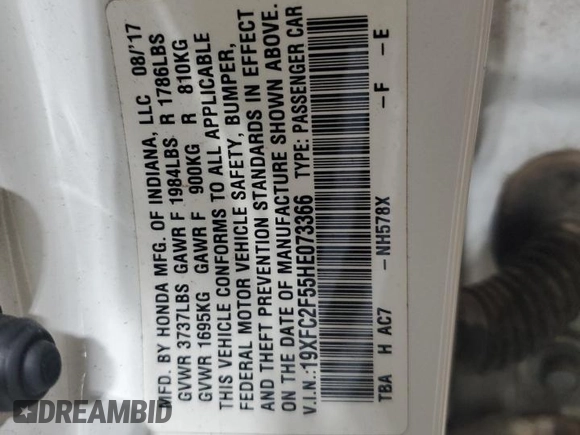 MFD. BY HONDA MFG. OF INDIANA, LLC 08/'17
GVWR 3737LBS GAWR F 1984LBS R 1786LBS
GVWR 1695KG GAWR F 900KG R 810KG
THIS VEHICLE CONFORMS TO ALL APPLICABLE
FEDERAL MOTOR VEHICLE SAFETY, BUMPER,
AND THEFT PREVENTION STANDARDS IN EFFECT
ON THE DATE OF MANUFACTURE SHOWN ABOVE.
V.I.N.:19XFC2F55HE073366 TYPE: PASSENGER CAR
TBA H AC7 –NH578X –F –E
DREAMBID